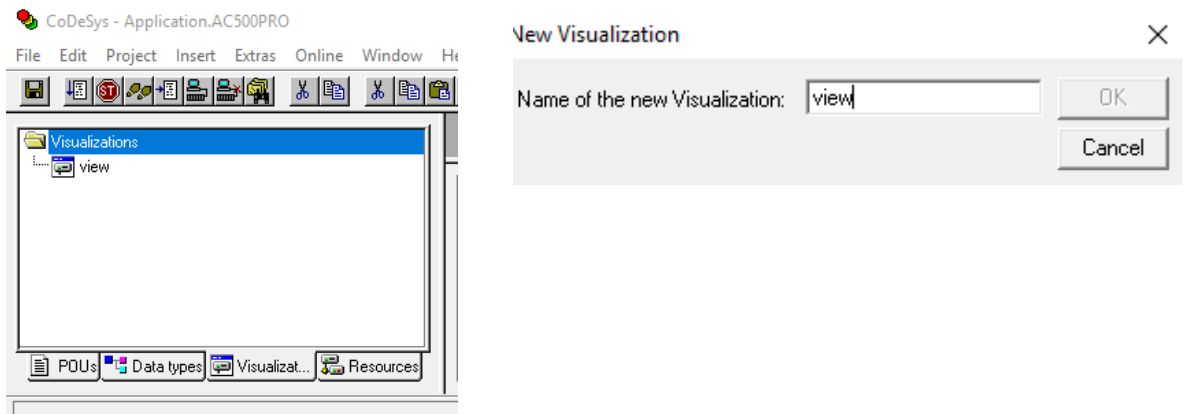 CoDeSys - Application.AC500PRO
File Edit Project Insert Extras Online Window He
Visualizations
view
POUs Data types Visualizat... Resources
New Visualization
Name of the new Visualization: view OK
Cancel